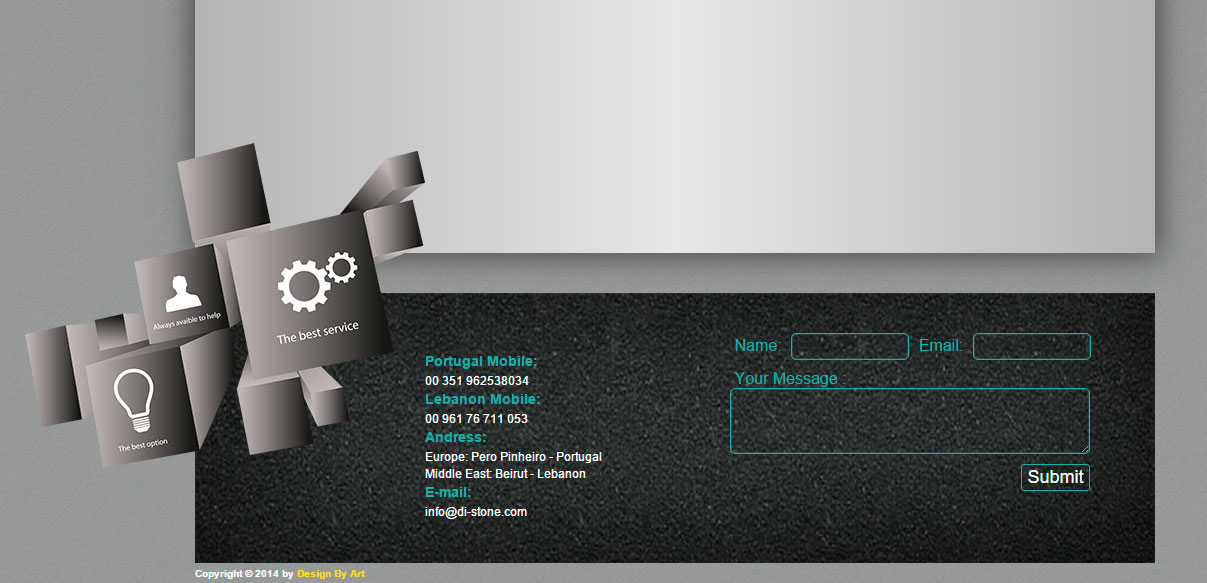 Always avaible to help
The best service
The best option
Portugal Mobile:
00 351 962538034
Lebanon Mobile:
00 961 76 711 053
Andress:
Europe: Pero Pinheiro - Portugal
Middle East: Beirut - Lebanon
E-mail:
info@di-stone.com
Name: Email:
Your Message :
Submit
Copyright © 2014 by Design By Art